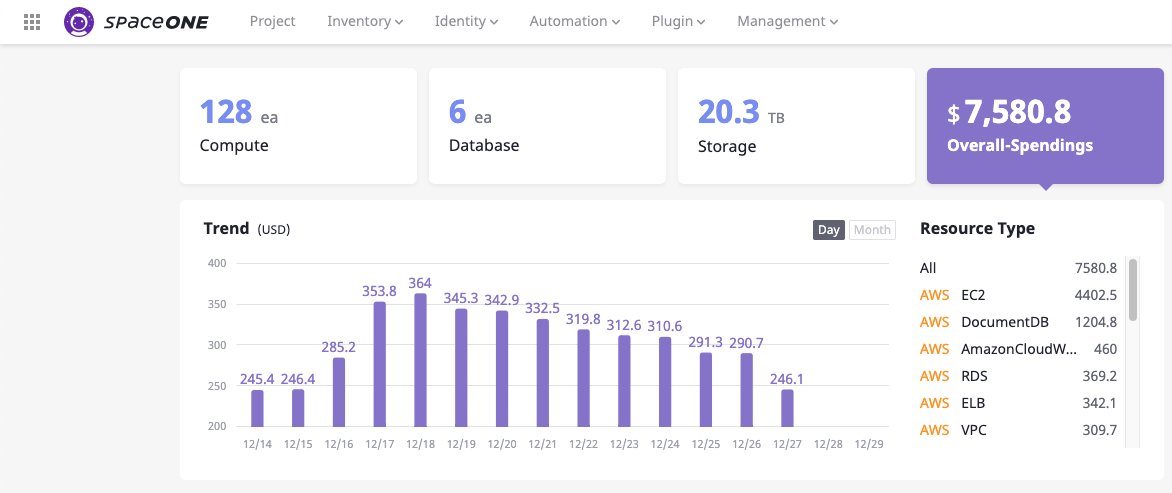 SPACEONE Project Inventory Identity Automation Plugin Management
128 ea
Compute
6 ea
Database
20.3 TB
Storage
$ 7,580.8
Overall-Spendings
Trend (USD)
Day Month
400
350
300
250
200
245.4 246.4 285.2 353.8 364 345.3 342.9 332.5 319.8 312.6 310.6 291.3 290.7 246.1
12/14 12/15 12/16 12/17 12/18 12/19 12/20 12/21 12/22 12/23 12/24 12/25 12/26 12/27 12/28 12/29
Resource Type
All 7580.8
AWS EC2 4402.5
AWS DocumentDB 1204.8
AWS AmazonCloudW... 460
AWS RDS 369.2
AWS ELB 342.1
AWS VPC 309.7